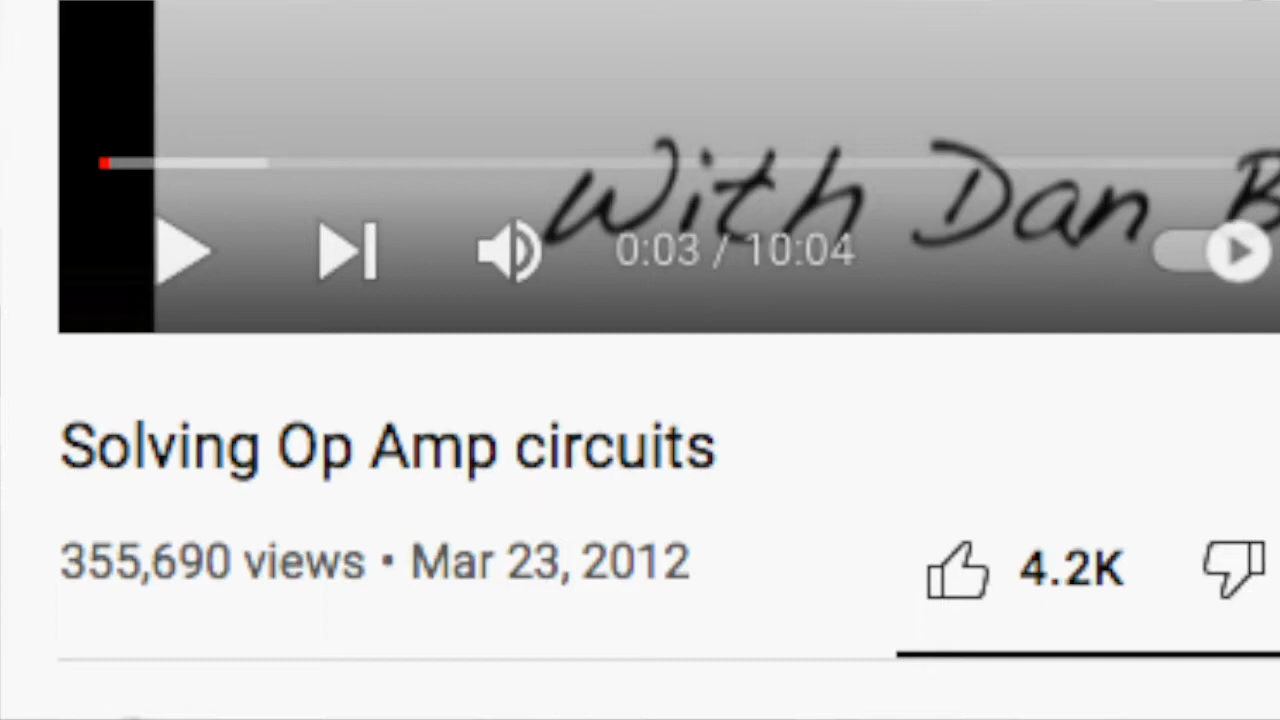 With Dan B
0:03 / 10:04
Solving Op Amp circuits
355,690 views • Mar 23, 2012
4.2K